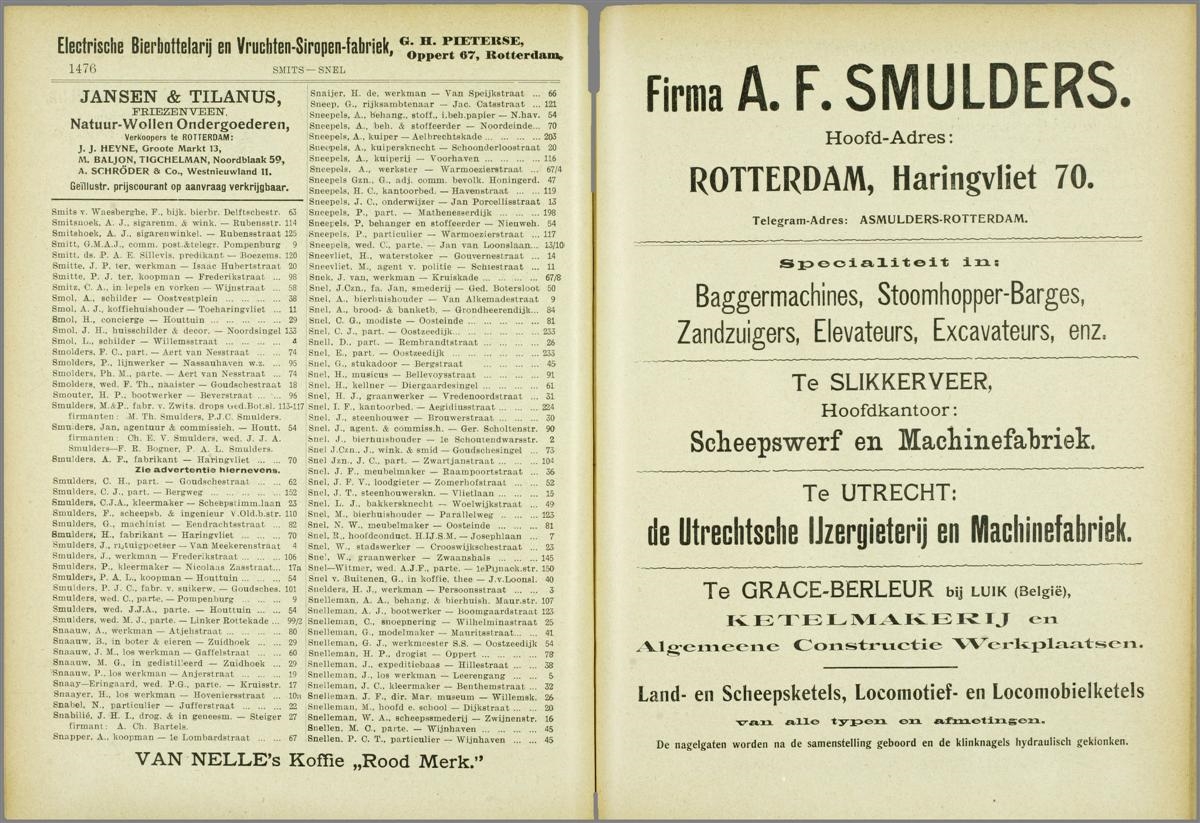 Electrische Bierbottelarij en Vruchten-Siropen-fabriek, G. H. PIETERSE,
Oppert 67, Rotterdam.
1476 SMITS—SNEL
JANSEN & TILANUS,
FRIEZENVEEN,
Natuur-Wollen Ondergoederen,
Verkoopers te ROTTERDAM:
J. J. HEYNE, Groote Markt 13,
M. BALJON, TIGCHELMAN, Noordblaak 59,
A. SCHRÖDER & Co., Westnieuwland 11.
Geïllustr. prijscourant op aanvraag verkrijgbaar.
Smits v. Waesberghe, F., bijk. bierbr. Delftschestr. 63
Smitsnoek, A. J., sigarenm. & wink. — Rubensstr. 114
Smitshoek, A. J., sigarenwinkel. — Rubensstraat 125
Smitt, G.M.A.J., comm. post.&telegr. Pompenburg 9
Smitt, ds. P. A. E. Sillevis, predikant — Boezems. 120
Smitte, J. P. ter, werkman — Isaac Hubertstraat 20
Smitte, P. J. ter. koopman — Frederikstraat ... 98
Smitz, C. A., in lepels en vorken — Wijnstraat ... 58
Smol, A., schilder — Oostvestplein ... ... ... ... 38
Smol, A. J., koffiehuishouder — Toeharingvliet ... 11
Smol, H., concierge — Houttuin ... ... ... ... ... 29
Smol, J. H., huisschilder & decor. — Noordsingel 133
Smol, L., schilder — Willemsstraat ... ... ... ... 4
Smolders, F. C., part. — Aert van Nesstraat ... ... 74
Smolders, P., lijnwerker — Nassauhaven w.z. ... ... 95
Smolders, Ph. M., parte. — Aert van Nesstraat ... 74
Smolders, wed. F. Th., naaister — Goudschestraat 18
Smouter, H. P., bootwerker — Beverstraat ... ... 96
Smulders, M.&P., fabr. v. Zwits. drops Ged.Bot.sl. 113-117
firmanten: M. Th. Smulders, P.J.C. Smulders.
Smulders, Jan, agentuur & commissieh. — Houtt. 54
firmanten: Ch. E. V. Smulders, wed. J. J. A.
Smulders—F. R. Bogner, P. A. L. Smulders.
Smulders, A. F., fabrikant — Haringvliet ... ... 70
Zie advertentie hiernevens.
Smulders, C. H., part. — Goudschestraat ... ... 62
Smulders, C. J., part. — Bergweg ... ... ... ... 152
Smulders, C.J.A., kleermaker — Scheepstimm.laan 23
Smulders, F., scheepsb. & ingenieur V.Old.b.str. 110
Smulders, G., machinist — Eendrachtsstraat ... ... 82
Smulders, H., fabrikant — Haringvliet ... ... ... 70
Smulders, J., rijtuigpoetser — Van Meekerenstraat 4
Smulders, J., werkman — Frederikstraat ... ... ... 106
Smulders, P., kleermaker — Nicolaas Zasstraat... 17a
Smulders, P. A. L., koopman — Houttuin ... ... 54
Smulders, P. J. C., fabr. v. suikerw. — Goudsches. 101
Smulders, wed. C., parte. — Pompenburg ... ... 9
Smulders, wed. J.J.A., parte. — Houttuin ... ... 54
Smulders, wed. M. J., parte. — Linker Rottekade ... 99/2
Snaauw, A., werkman — Atjehstraat ... ... ... 80
Snaauw, B., in boter & eieren — Zuidhoek ... ... 29
Snaauw, J. M., los werkman — Gaffelstraat ... 60
Snaauw, M. G., in gedistilleerd — Zuidhoek ... 29
Snaauw, P., los werkman — Anjerstraat ... ... 19
Snaay—Eringaard, wed. P.G., parte. — Kruisstr. 17
Snaayer, H., los werkman — Hoveniersstraat ... 10a
Snabel, N., particulier — Jufferstraat ... ... ... 22
Snabilié, J. H. I., drog. & in geneesm. — Steiger 27
firmant: A. Ch. Bartels.
Snapper, A., koopman — 1e Lombardstraat ... ... 67
Snaijer, H. de, werkman — Van Speijkstraat ... 66
Sneep, G., rijksambtenaar — Jac. Catsstraat ... 121
Sneepels, A., behang., stoff., i.beh.papier — N.hav. 54
Sneepels, A., beh. & stoffeerder — Noordeinde... 70
Sneepels, A., kuiper — Aelbrechtskade ... ... ... 203
Sneepels, A., kuipersknecht — Schoonderloostraat 20
Sneepels, A., kuiperij — Voorhaven ... ... ... 116
Sneepels, A., werkster — Warmoezierstraat ... 67/4
Sneepels Gzn., G., adj. comm. bevolk. Honingerd. 47
Sneepels, H. C., kantoorbed. — Havenstraat ... 119
Sneepels, J. C., onderwijzer — Jan Porcellisstraat 13
Sneepels, P., part. — Mathenesserdijk ... ... ... 198
Sneepels, P. behanger en stoffeerder — Nieuweh. 54
Sneepels, P., particulier — Warmoezierstraat ... 117
Sneepels, wed. C., parte. — Jan van Loonslaan... 13/10
Sneevliet, H., waterstoker — Gouvernestraat ... 14
Sneevliet, M., agent v. politie — Schiestraat ... 11
Snek, J. van, werkman — Kruiskade ... ... ... 67/8
Snel, J.Czn., fa. Jan, smederij — Ged. Botersloot 50
Snel, A., bierhuishouder — Van Alkemadestraat 9
Snel, A., brood- & banketb. — Grondheerendijk... 84
Snel, C. G., modiste — Oosteinde ... ... ... ... 81
Snel, C. J., part. — Oostzeedijk... ... ... ... 233
Snell, D., part. — Rembrandtstraat ... ... ... 26
Snel, E., part. — Oostzeedijk ... ... ... ... ... 233
Snel, G., stukadoor — Bergstraat ... ... ... 45
Snel, H., musicus — Bellevoysstraat ... ... ... 91
Snel, H., kellner — Diergaardesingel ... ... ... 61
Snel, H. J., graanwerker — Vredenoordstraat ... 31
Snel, I. F., kantoorbed. — Aegidiusstraat ... ... 224
Snel, J., steenhouwer — Brouwerstraat ... ... 30
Snel, J., agent. & commiss.h. — Ger. Scholtenstr. 90
Snel, J., bierhuishouder — 1e Schoutendwarsstr. 2
Snel J.Czn., J., wink. & smid — Goudschesingel ... 73
Snel Jzn., J. C., part. — Zwartjanstraat ... ... 104
Snel, J. F., meubelmaker — Raampoortstraat ... 36
Snel, J. F. V., loodgieter — Zomerhofstraat ... 52
Snel, J. T., steenhouwerskn. — Vlietlaan ... ... 15
Snel, L. J., bakkersknecht — Woelwijkstraat ... 49
Snel, M., bierhuishouder — Parallelweg ... ... 123
Snel, N. W., meubelmaker — Oosteinde ... ... 81
Snel, R., hoofdconduct. H.IJ.S.M. — Josephlaan ... 7
Snel, W., stadswerker — Crooswijkschestraat ... 23
Snel, W., graanwerker — Zwaanshals ... ... ... 145
Snel—Witmer, wed. A.J.F., parte. — 1ePijnack.str. 150
Snel v. Buitenen, G., in koffie, thee — J.v.Loonsl. 40
Snelders, H. J., werkman — Persoonsstraat ... 3
Snelleman, A. A., behang. & bierhuish. Maur.str. 107
Snelleman, A. J., bootwerker — Boomgaardstraat 123
Snelleman, C., snoepnering — Wilhelminastraat 25
Snelleman, G., modelmaker — Mauritsstraat... ... 41
Snelleman, G. J., werkmeester S.S. — Oostzeedijk 54
Snelleman, H. P., drogist — Oppert ... ... ... 78
Snelleman, J., expeditiebaas — Hillestraat ... ... 38
Snelleman, J., los werkman — Leerengang ... ... 5
Snelleman, J. C., kleermaker — Benthemstraat ... 32
Snelleman, J. F., dir. Mar. museum — Willemsk. 26
Snelleman, M., hoofd e. school — Dijkstraat ... 20
Snelleman, W. A., scheepssmederij — Zwijnenstr. 16
Snellen, M. C., parte. — Wijnhaven ... ... ... 45
Snellen, P. C. T., particulier — Wijnhaven ... ... 45
VAN NELLE's Koffie „Rood Merk."
Firma A. F. SMULDERS.
Hoofd-Adres:
ROTTERDAM, Haringvliet 70.
Telegram-Adres: ASMULDERS-ROTTERDAM.
Specialiteit in:
Baggermachines, Stoomhopper-Barges,
Zandzuigers, Elevateurs, Excavateurs, enz.
Te SLIKKERVEER,
Hoofdkantoor:
Scheepswerf en Machinefabriek.
Te UTRECHT:
de Utrechtsche IJzergieterij en Machinefabriek.
Te GRACE-BERLEUR bij LUIK (België),
KETELMAKERIJ en
Algemeene Constructie Werkplaatsen.
Land- en Scheepsketels, Locomotief- en Locomobielketels
van alle typen en afmetingen.
De nagelgaten worden na de samenstelling geboord en de klinknagels hydraulisch geklonken.